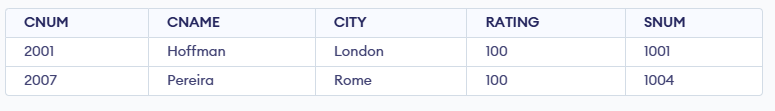 CNUM CNAME CITY RATING SNUM
2001 Hoffman London 100 1001
2007 Pereira Rome 100 1004